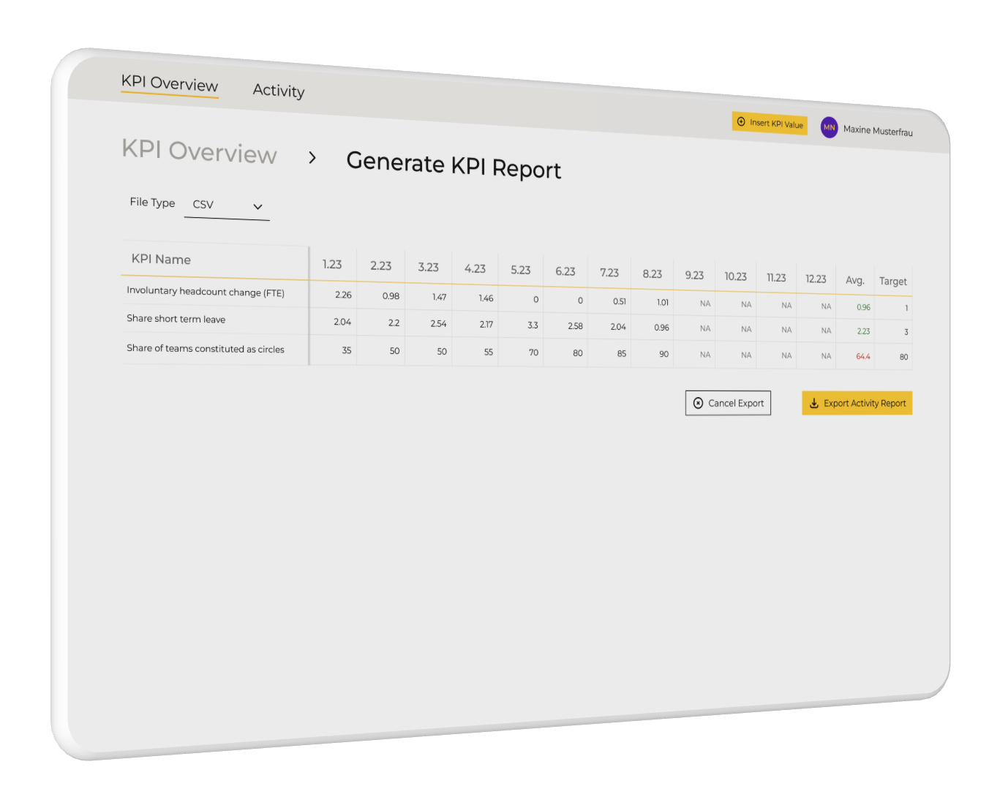 KPI Overview Activity
Insert KPI Value MN Maxine Musterfrau
KPI Overview > Generate KPI Report
File Type CSV
KPI Name 1.23 2.23 3.23 4.23 5.23 6.23 7.23 8.23 9.23 10.23 11.23 12.23 Avg. Target
Involuntary headcount change (FTE) 2.26 0.98 1.47 1.46 0 0 0.51 1.01 NA NA NA NA 0.96 1
Share short term leave 2.04 2.2 2.54 2.17 3.3 2.58 2.04 0.96 NA NA NA NA 2.23 3
Share of teams constituted as circles 35 50 50 55 70 80 85 90 NA NA NA NA 64.4 80
Cancel Export Export Activity Report